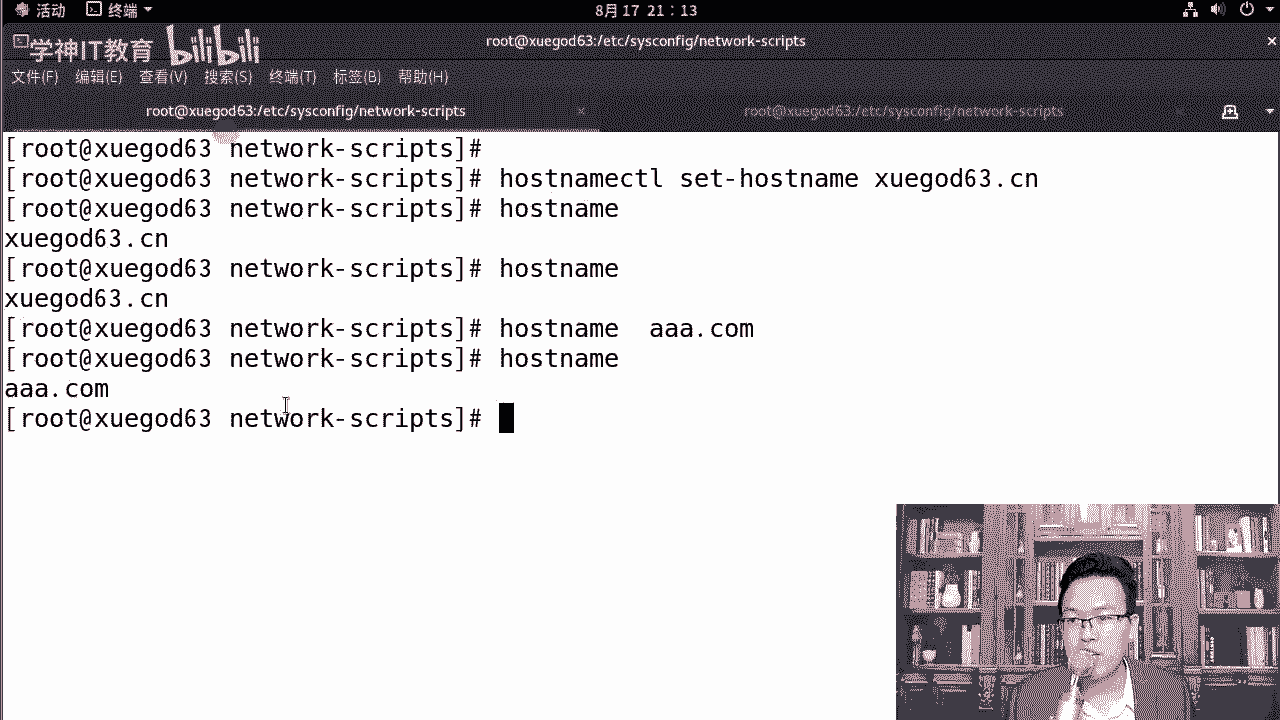 活动 终端 8月 17 21：13
学神IT教育 bilibili
root@xuegod63:/etc/sysconfig/network-scripts
文件(F) 编辑(E) 查看(V) 搜索(S) 终端(T) 标签(B) 帮助(H)
root@xuegod63:/etc/sysconfig/network-scripts root@xuegod63:/etc/sysconfig/network-scripts
[root@xuegod63 network-scripts]#
[root@xuegod63 network-scripts]# hostnamectl set-hostname xuegod63.cn
[root@xuegod63 network-scripts]# hostname
xuegod63.cn
[root@xuegod63 network-scripts]# hostname
xuegod63.cn
[root@xuegod63 network-scripts]# hostname  aaa.com
[root@xuegod63 network-scripts]# hostname
aaa.com
[root@xuegod63 network-scripts]#